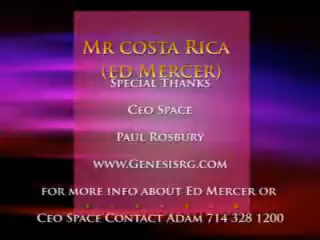 Mr costa Rica
(ed Mercer)
Special Thanks
Ceo Space
Paul Rosbury
www.Genesisrg.com
for more info about Ed Mercer or
Ceo Space Contact Adam 714 328 1200